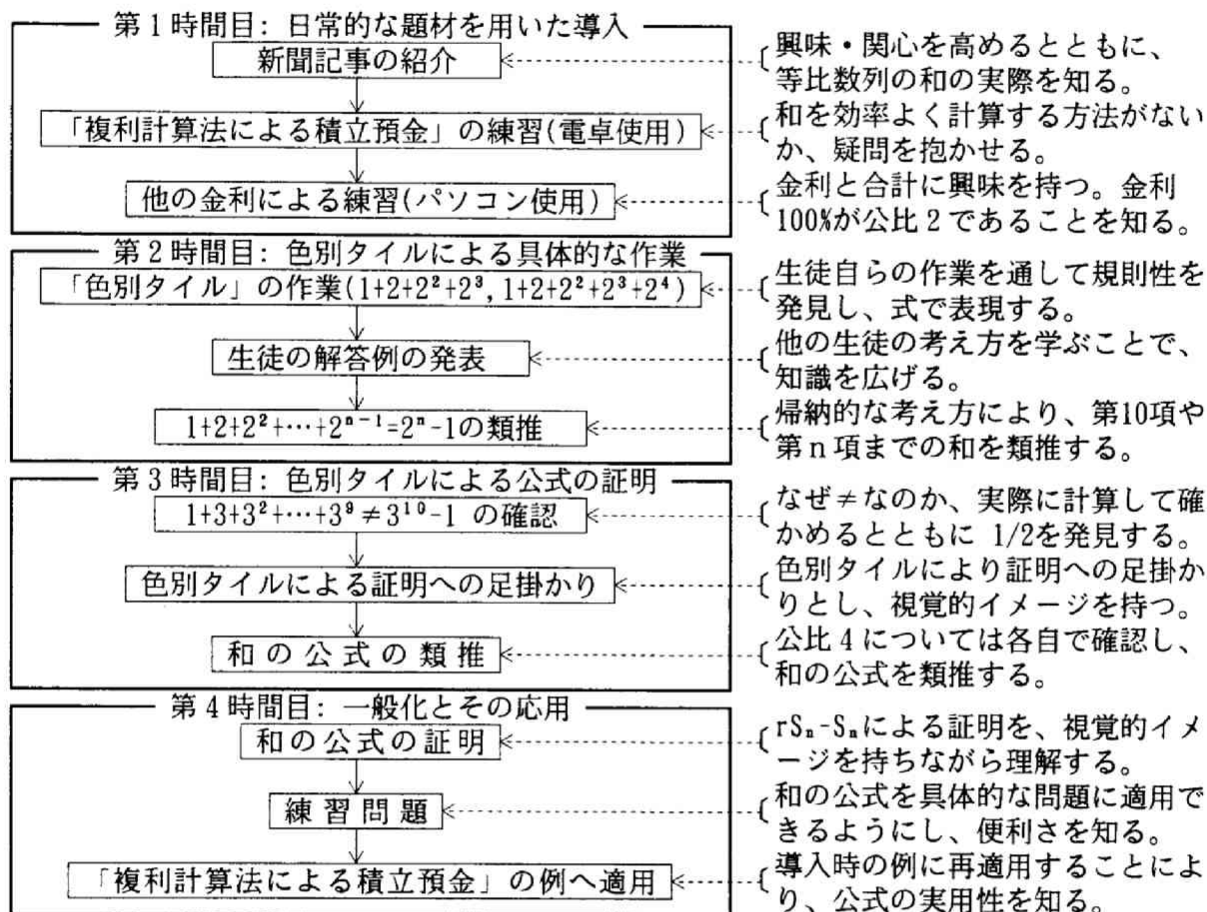 第1時間目: 日常的な題材を用いた導入
新聞記事の紹介
興味・関心を高めるとともに、
等比数列の和の実際を知る。
「複利計算法による積立預金」の練習(電卓使用)
和を効率よく計算する方法がない
か、疑問を抱かせる。
他の金利による練習(パソコン使用)
金利と合計に興味を持つ。金利
100%が公比2であることを知る。
第2時間目: 色別タイルによる具体的な作業
「色別タイル」の作業(1+2+2²+2³, 1+2+2²+2³+2⁴)
生徒自らの作業を通して規則性を
発見し、式で表現する。
生徒の解答例の発表
他の生徒の考え方を学ぶことで、
知識を広げる。
1+2+2²+⋯+2ⁿ⁻¹=2ⁿ-1の類推
帰納的な考え方により、第10項や
第n項までの和を類推する。
第3時間目: 色別タイルによる公式の証明
1+3+3²+⋯+3⁹≠3¹⁰-1 の確認
なぜ≠なのか、実際に計算して確
かめるとともに 1/2を発見する。
色別タイルによる証明への足掛かり
色別タイルにより証明への足掛か
りとし、視覚的イメージを持つ。
和の公式の類推
公比4については各自で確認し、
和の公式を類推する。
第4時間目: 一般化とその応用
和の公式の証明
rSₙ-Sₙによる証明を、視覚的イメ
ージを持ちながら理解する。
練習問題
和の公式を具体的な問題に適用で
きるようにし、便利さを知る。
「複利計算法による積立預金」の例へ適用
導入時の例に再適用することによ
り、公式の実用性を知る。